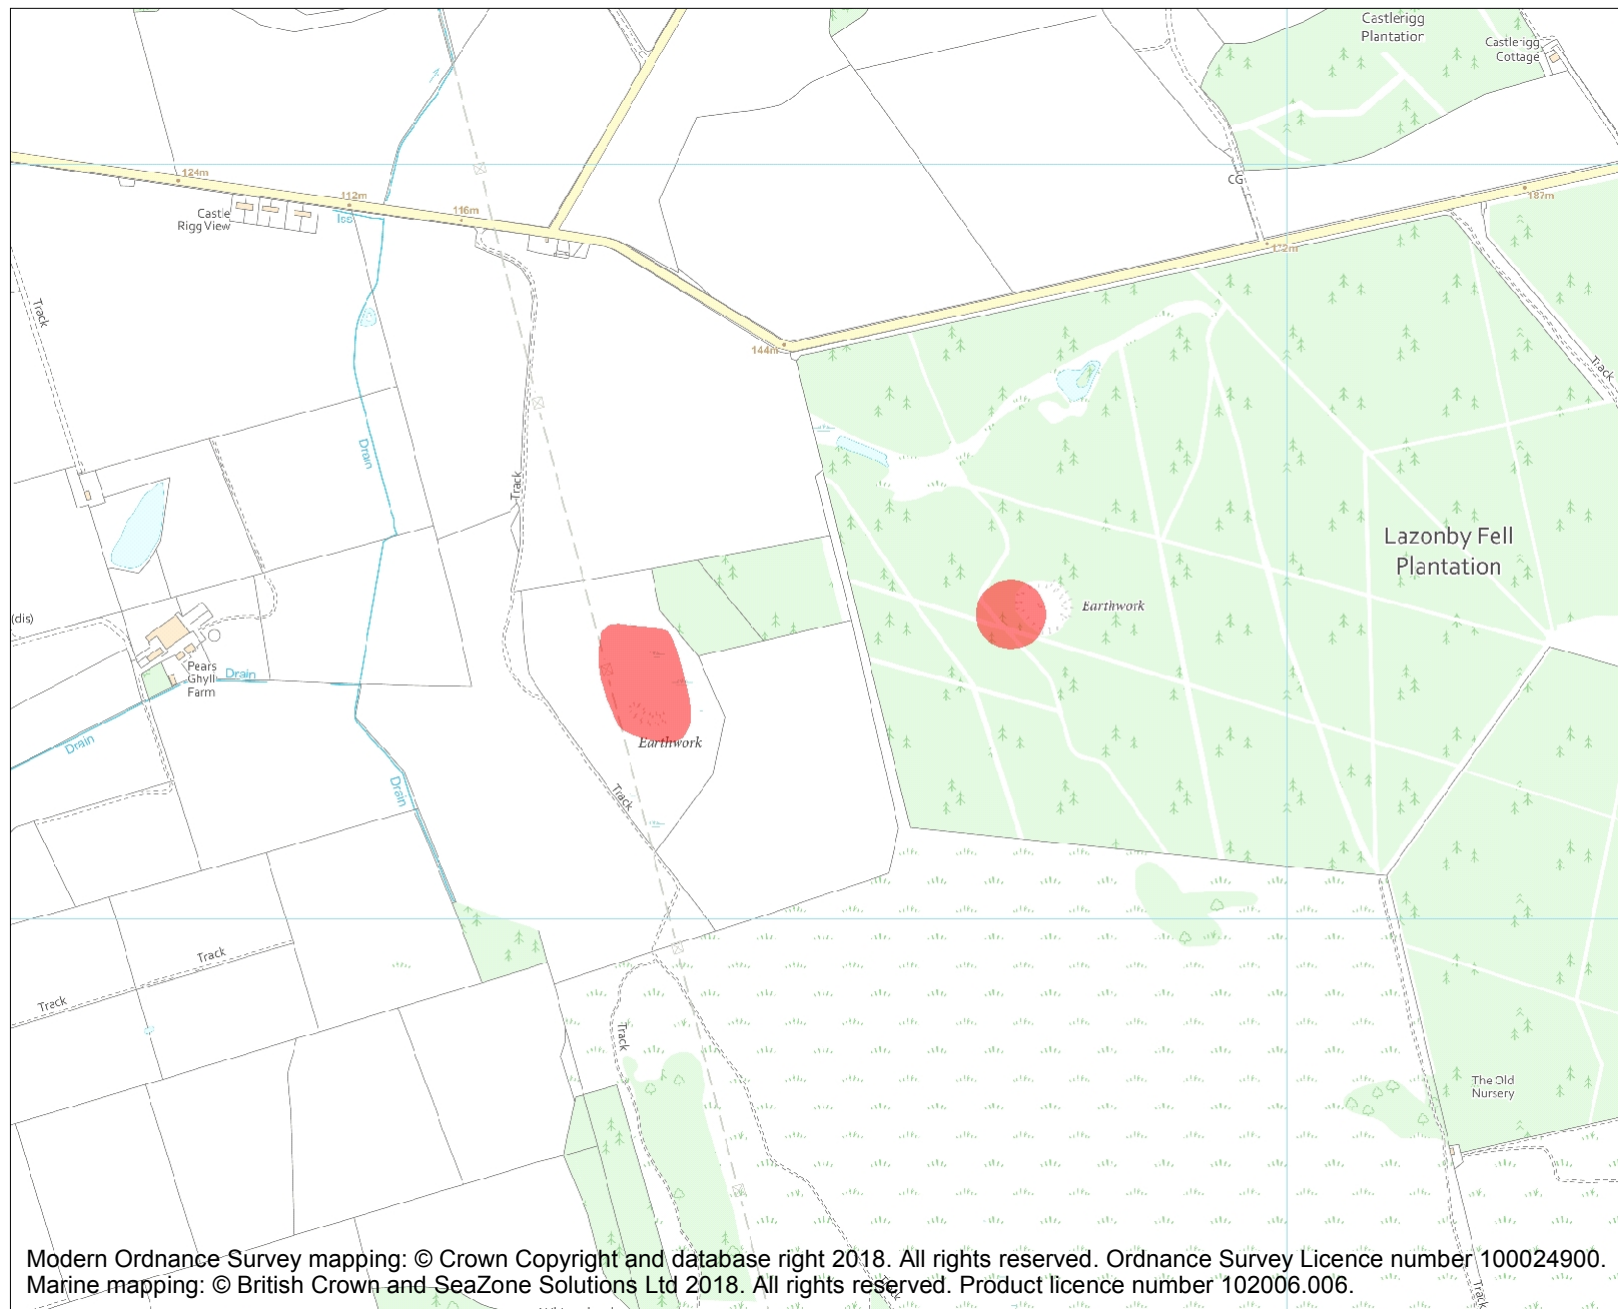 Castlerigg
Plantation
Castlerigg
Cottage
124m
112m
116m
CG
187m
172m
Castle
Rigg View
Iss
Track
144m
Track
Drain
Track
Lazonby Fell
Plantation
(dis)
Earthwork
Pears
Ghyll
Farm
Drain
Drain
Earthwork
Drain
Track
Track
Track
Track
The Old
Nursery
Modern Ordnance Survey mapping: © Crown Copyright and database right 2018. All rights reserved. Ordnance Survey Licence number 100024900.
Marine mapping: © British Crown and SeaZone Solutions Ltd 2018. All rights reserved. Product licence number 102006.006.
Track